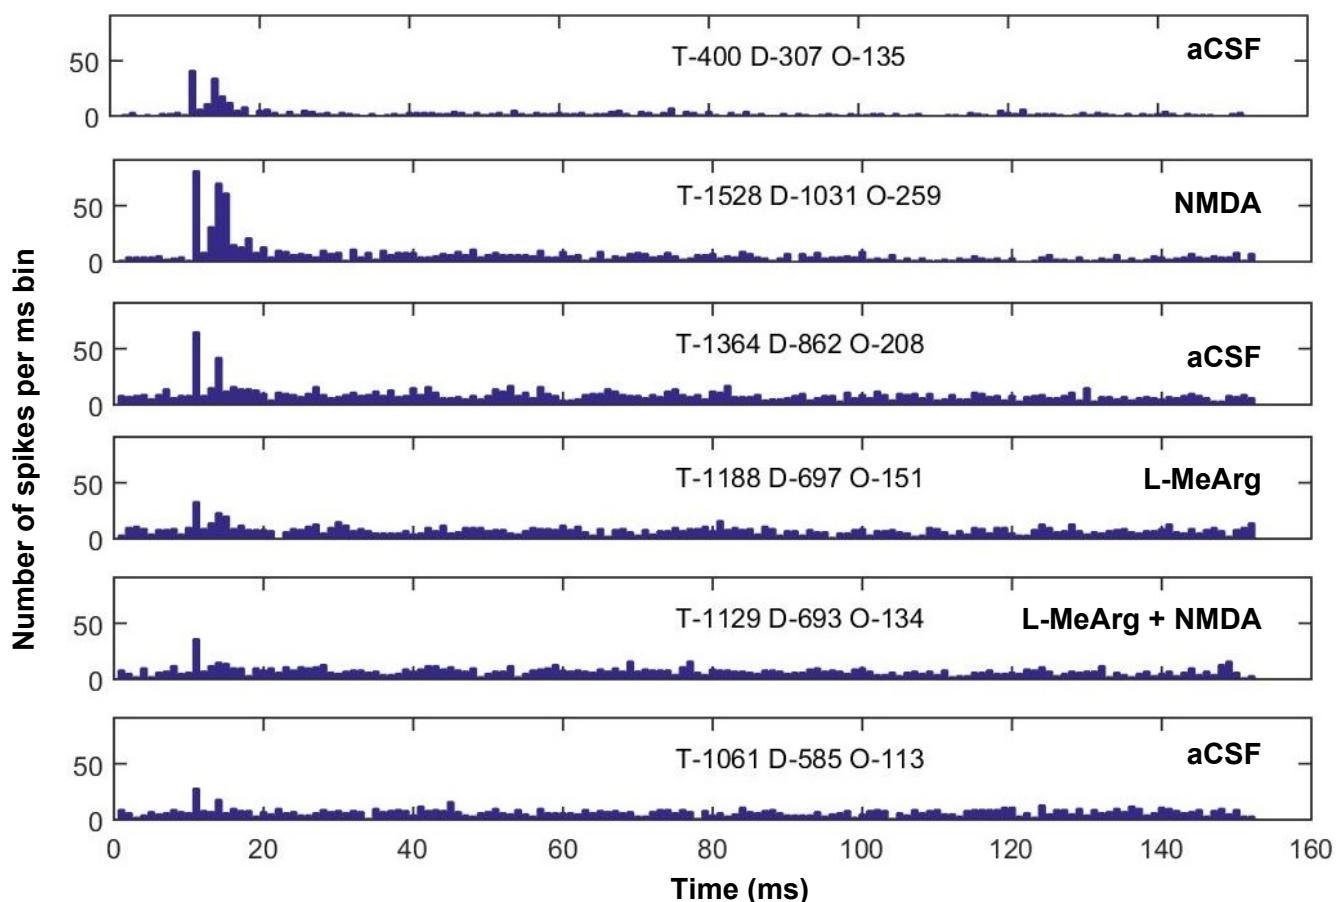 T-400 D-307 O-135
aCSF
50
0
T-1528 D-1031 O-259
NMDA
50
0
T-1364 D-862 O-208
aCSF
50
0
T-1188 D-697 O-151
L-MeArg
50
0
T-1129 D-693 O-134
L-MeArg + NMDA
50
0
T-1061 D-585 O-113
aCSF
50
0
0 20 40 60 80 100 120 140 160
Time (ms)
Number of spikes per ms bin